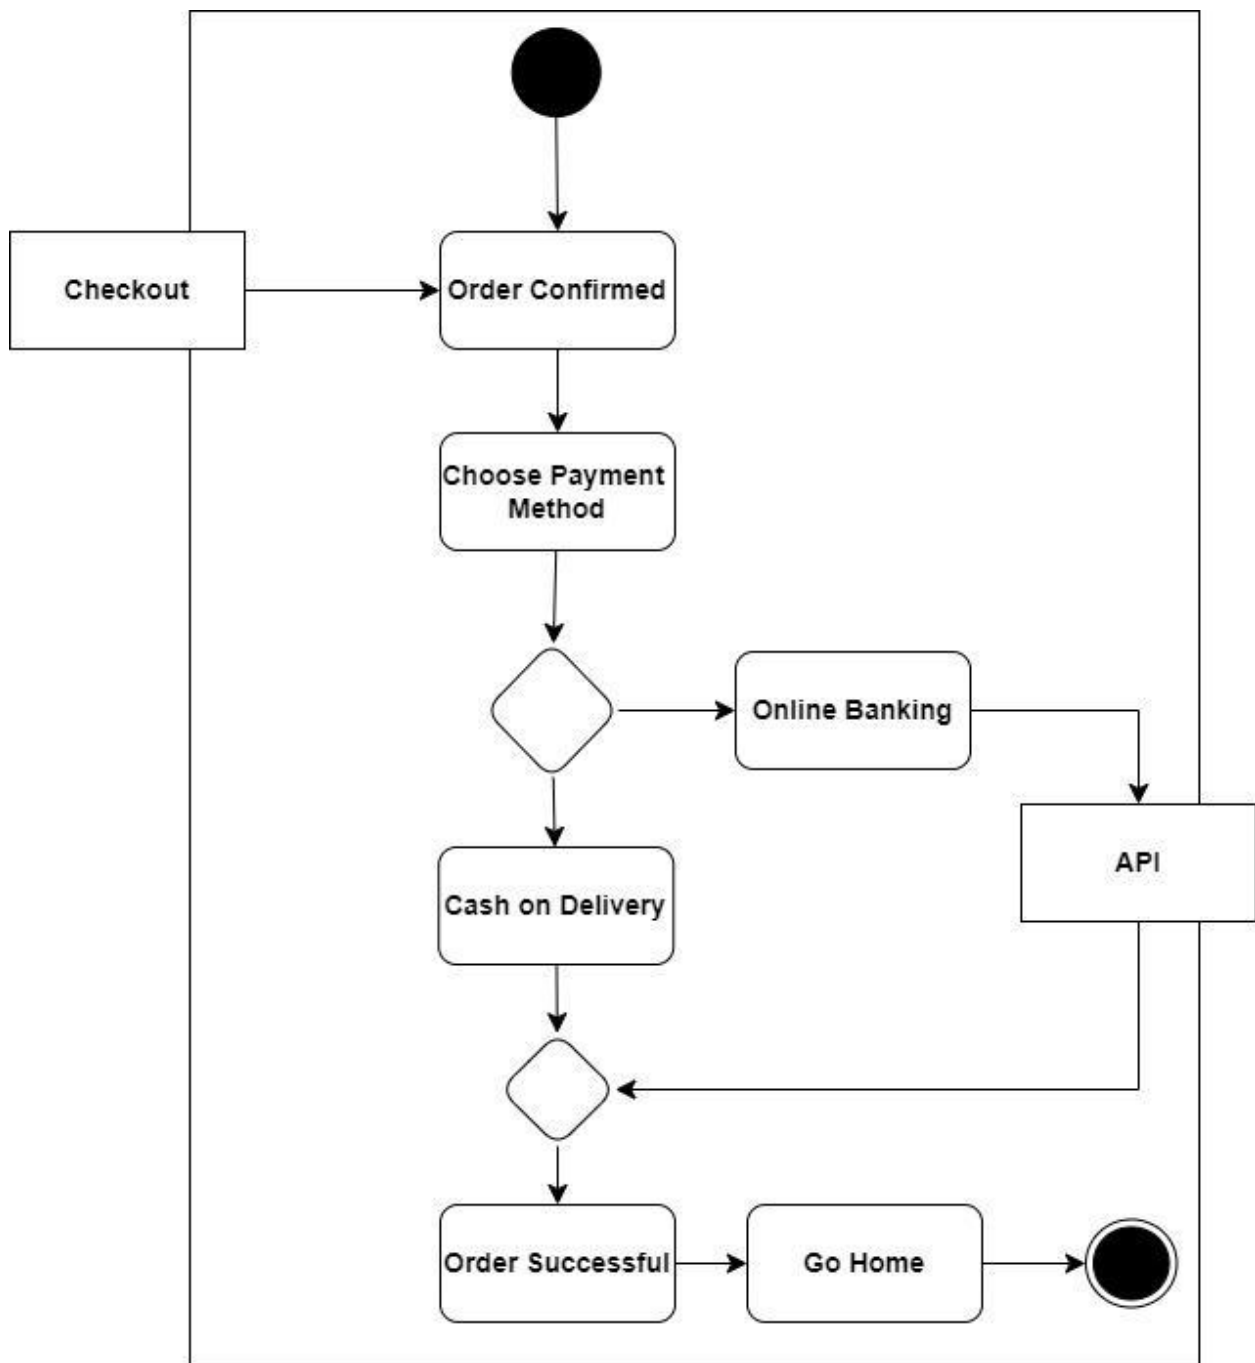 Checkout
Order Confirmed
Choose Payment
Method
Online Banking
API
Cash on Delivery
Order Successful
Go Home